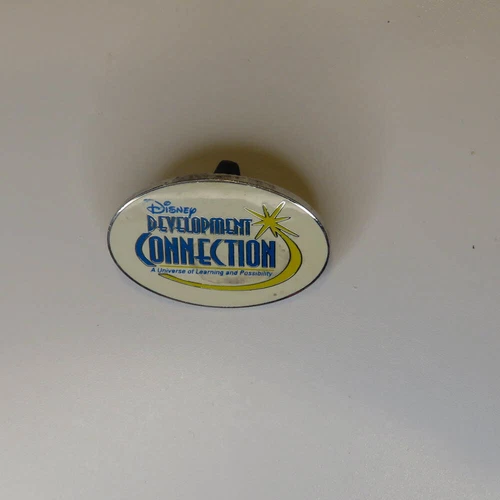 Disney
DEVELOPMENT
CONNECTION
A Universe of Learning and Possibility